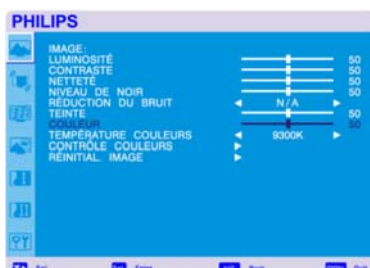 PHILIPS
IMAGE:
LUMINOSITÉ 50
CONTRASTE 50
NETTETÉ 50
NIVEAU DE NOIR 50
RÉDUCTION DU BRUIT N/A
TEINTE 50
COULEUR 50
TEMPÉRATURE COULEURS 9300K
CONTRÔLE COULEURS
RÉINITIAL. IMAGE